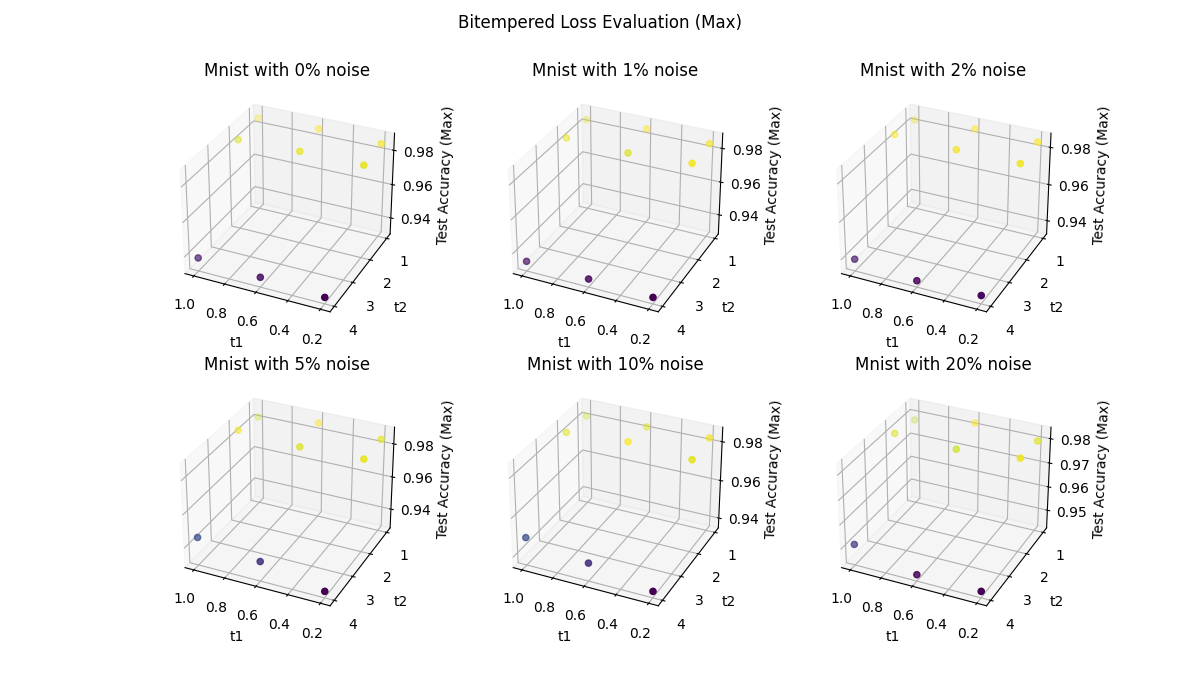 Bitempered Loss Evaluation (Max)
Mnist with 0% noise
0.98
0.96
0.94
Test Accuracy (Max)
1
2
3
4
t2
1.0
0.8
0.6
0.4
0.2
t1
Mnist with 1% noise
0.98
0.96
0.94
Test Accuracy (Max)
1
2
3
4
t2
1.0
0.8
0.6
0.4
0.2
t1
Mnist with 2% noise
0.98
0.96
0.94
Test Accuracy (Max)
1
2
3
4
t2
1.0
0.8
0.6
0.4
0.2
t1
Mnist with 5% noise
0.98
0.96
0.94
Test Accuracy (Max)
1
2
3
4
t2
1.0
0.8
0.6
0.4
0.2
t1
Mnist with 10% noise
0.98
0.96
0.94
Test Accuracy (Max)
1
2
3
4
t2
1.0
0.8
0.6
0.4
0.2
t1
Mnist with 20% noise
0.98
0.97
0.96
0.95
Test Accuracy (Max)
1
2
3
4
t2
1.0
0.8
0.6
0.4
0.2
t1